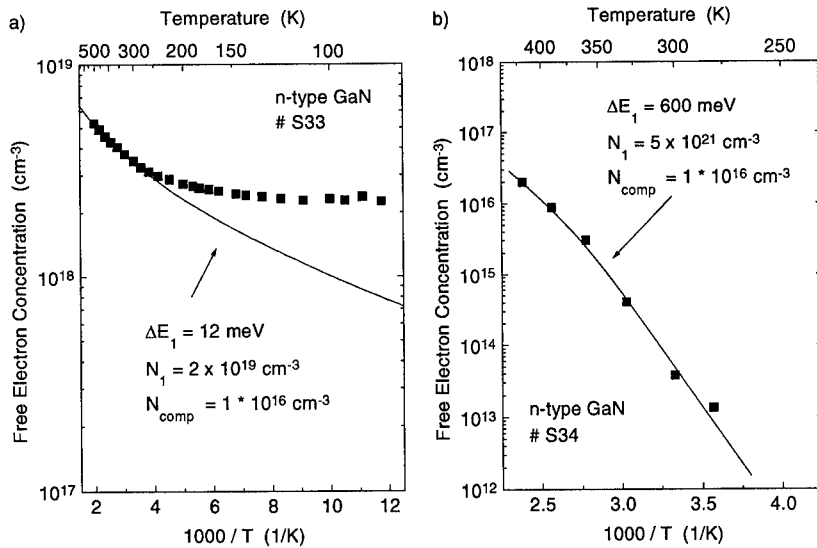 a)
Temperature (K)
500 300 200 150 100
10^19
10^18
10^17
Free Electron Concentration (cm^-3)
n-type GaN
# S33
ΔE_1 = 12 meV
N_1 = 2 x 10^19 cm^-3
N_comp = 1 * 10^16 cm^-3
2 4 6 8 10 12
1000 / T (1/K)
b)
Temperature (K)
400 350 300 250
10^18
10^17
10^16
10^15
10^14
10^13
10^12
Free Electron Concentration (cm^-3)
ΔE_1 = 600 meV
N_1 = 5 x 10^21 cm^-3
N_comp = 1 * 10^16 cm^-3
n-type GaN
# S34
2.5 3.0 3.5 4.0
1000 / T (1/K)